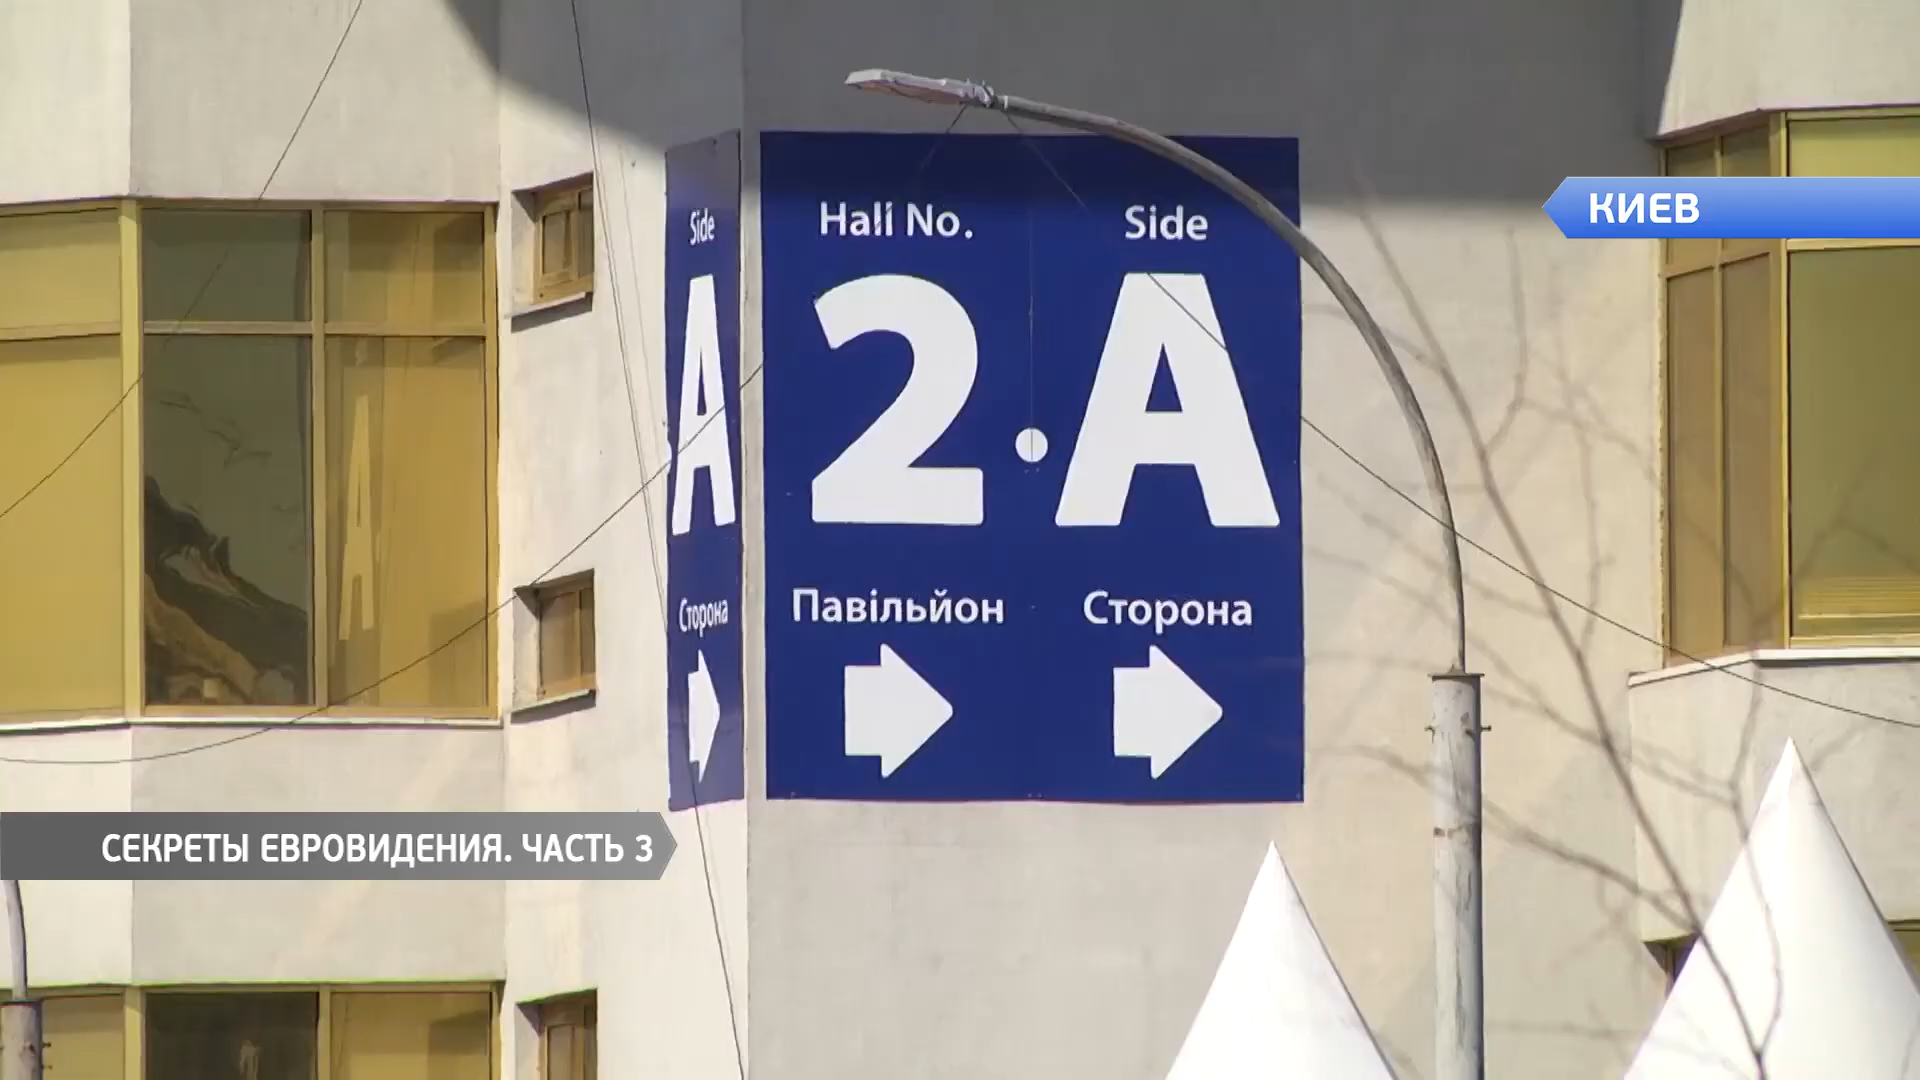 КИЕВ
Side
A
Сторона
Hall No. Side
2.A
Павільйон Сторона
СЕКРЕТЫ ЕВРОВИДЕНИЯ. ЧАСТЬ 3